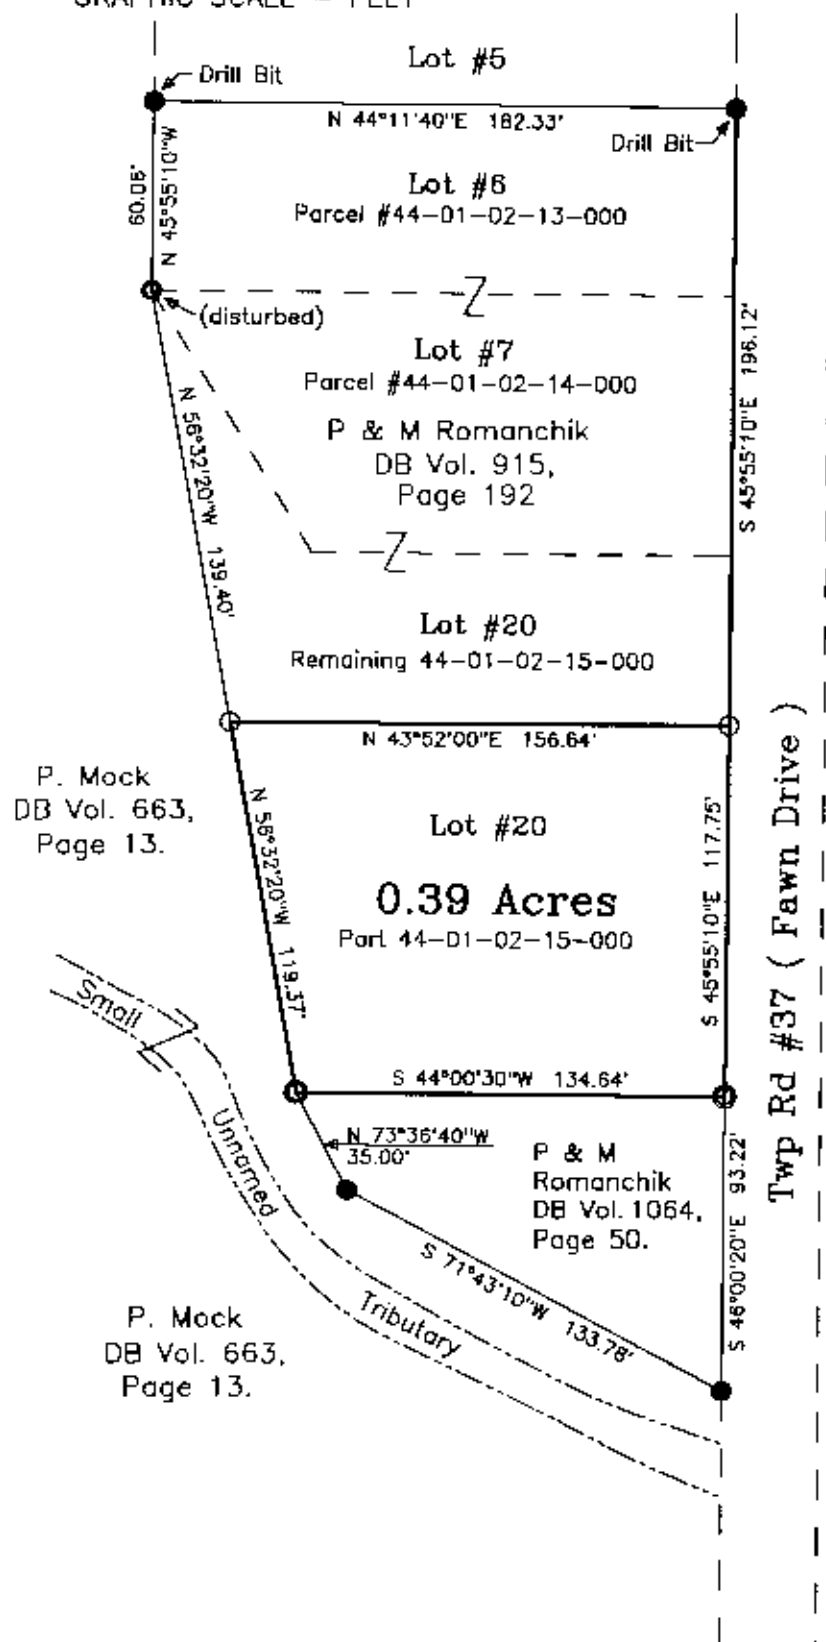 Lot #5
Drill Bit
N 44°11'40"E 182.33'
Drill Bit
60.06'
N 45°55'10"W
Lot #6
Parcel #44-01-02-13-000
(disturbed)
Lot #7
Parcel #44-01-02-14-000
P & M Romanchik
DB Vol. 915,
Page 192
S 45°55'10"E 196.12'
N 56°32'20"W 139.40'
Lot #20
Remaining 44-01-02-15-000
N 43°52'00"E 156.64'
P. Mock
DB Vol. 663,
Page 13.
N 56°32'20"W 119.37'
Lot #20
0.39 Acres
Part 44-01-02-15-000
S 45°55'10"E 117.75'
Twp Rd #37 ( Fawn Drive )
S 44°00'30"W 134.64'
Small
Unnamed
Tributary
N 73°36'40"W
35.00'
P & M
Romanchik
DB Vol. 1064,
Page 50.
S 46°00'20"E 93.22'
S 71°43'10"W 133.78'
P. Mock
DB Vol. 663,
Page 13.